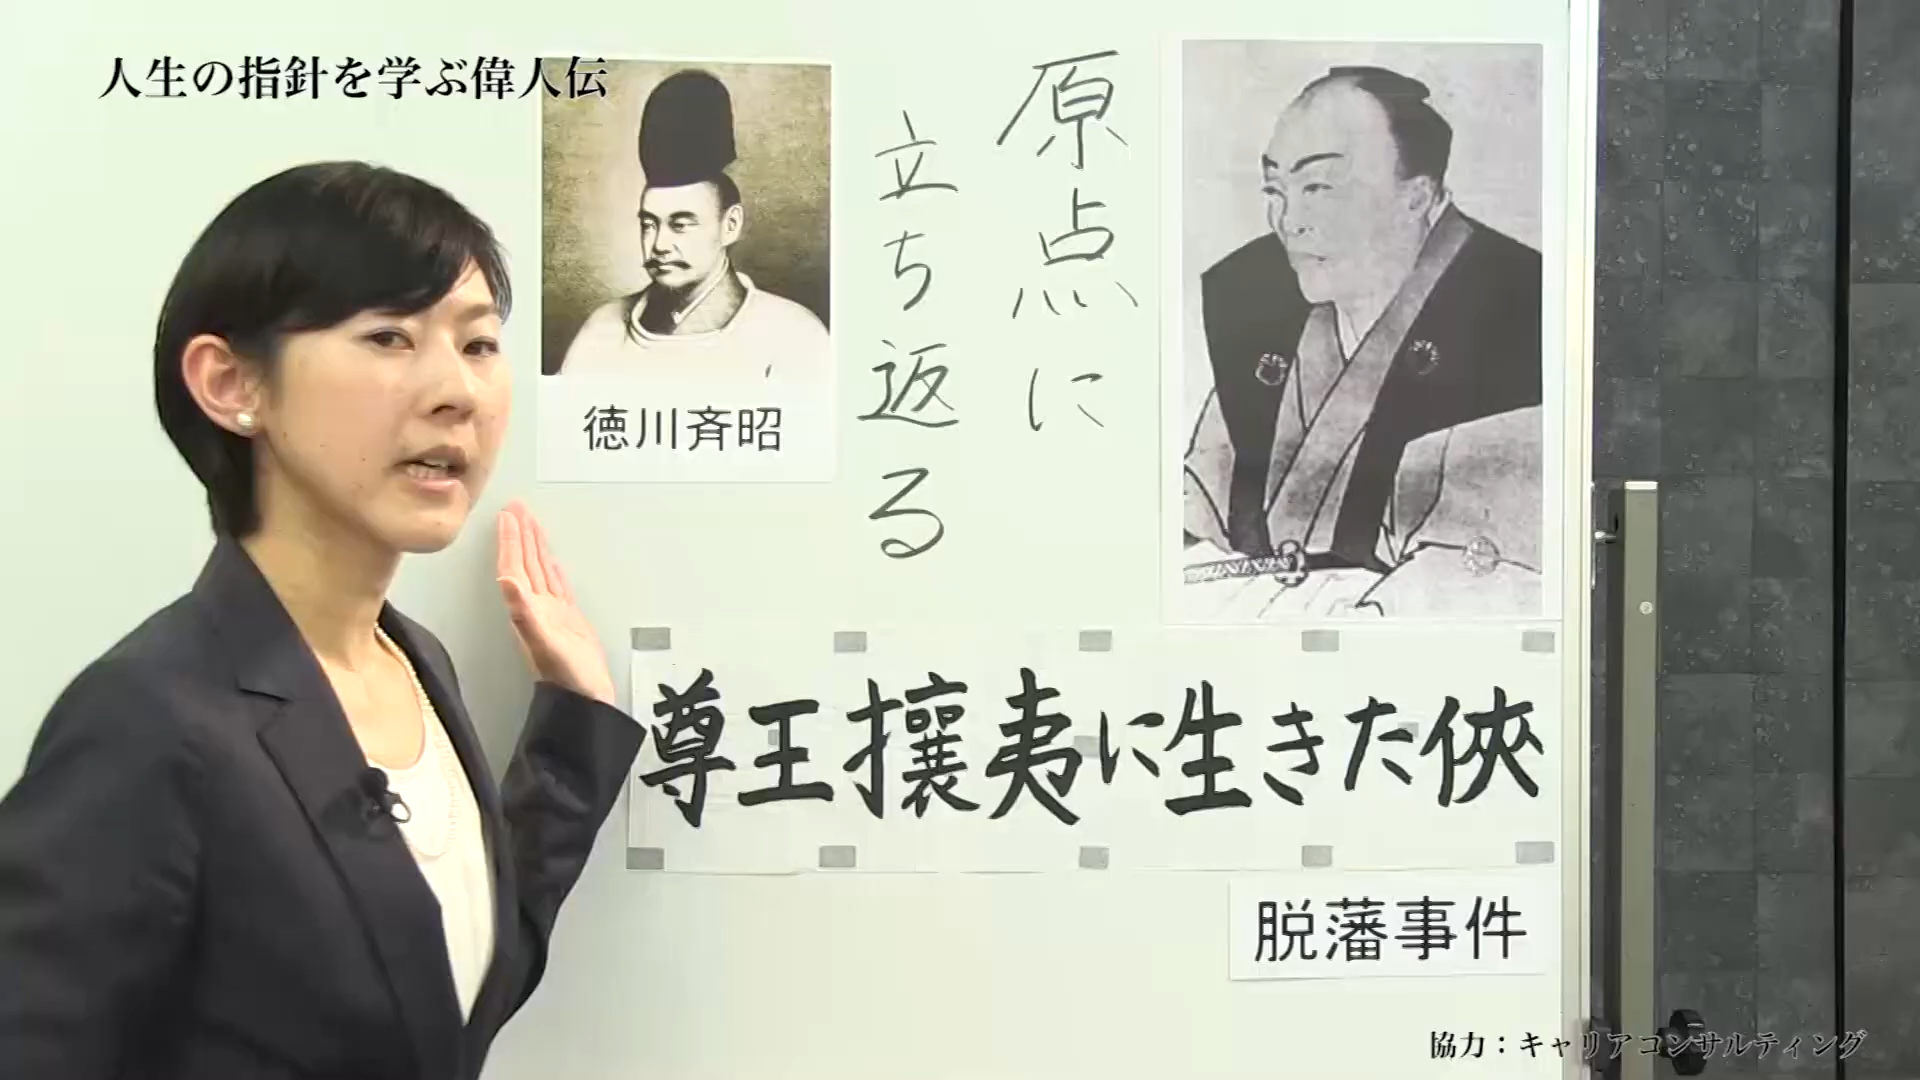 人生の指針を学ぶ偉人伝
原点に
立ち返る
徳川斉昭
尊王攘夷に生きた俠
脱藩事件
協力：キャリアコンサルティング